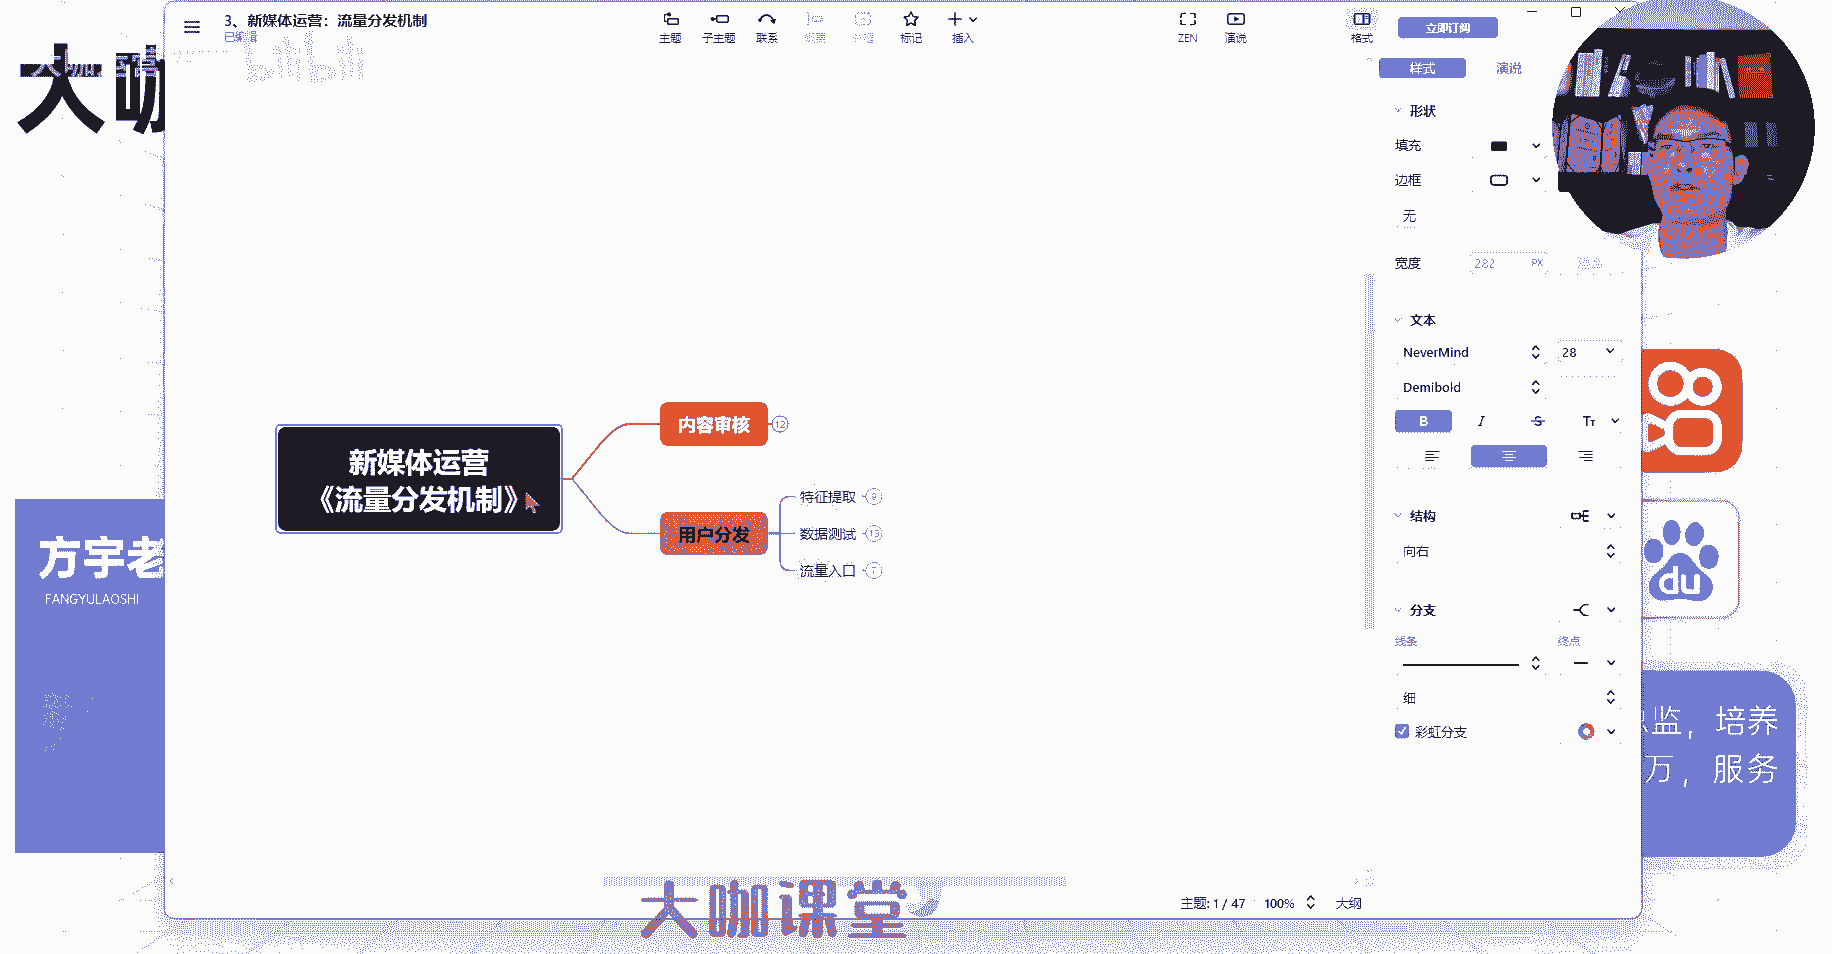 3、新媒体运营：流量分发机制
已编辑
bilibili
主题
子主题
联系
标记
插入
ZEN
演说
格式
立即订阅
大咖
样式
演说
形状
填充
边框
无
宽度
282
PX
文本
NeverMind
28
Demibold
B
I
S
TT
结构
向右
分支
线条
终点
细
彩虹分支
新媒体运营
《流量分发机制》
内容审核
12
用户分发
特征提取
9
数据测试
13
流量入口
7
方宇老
FANGYULAOSHI
du
总监，培养
万，服务
大咖课堂
主题: 1 / 47
100%
大纲